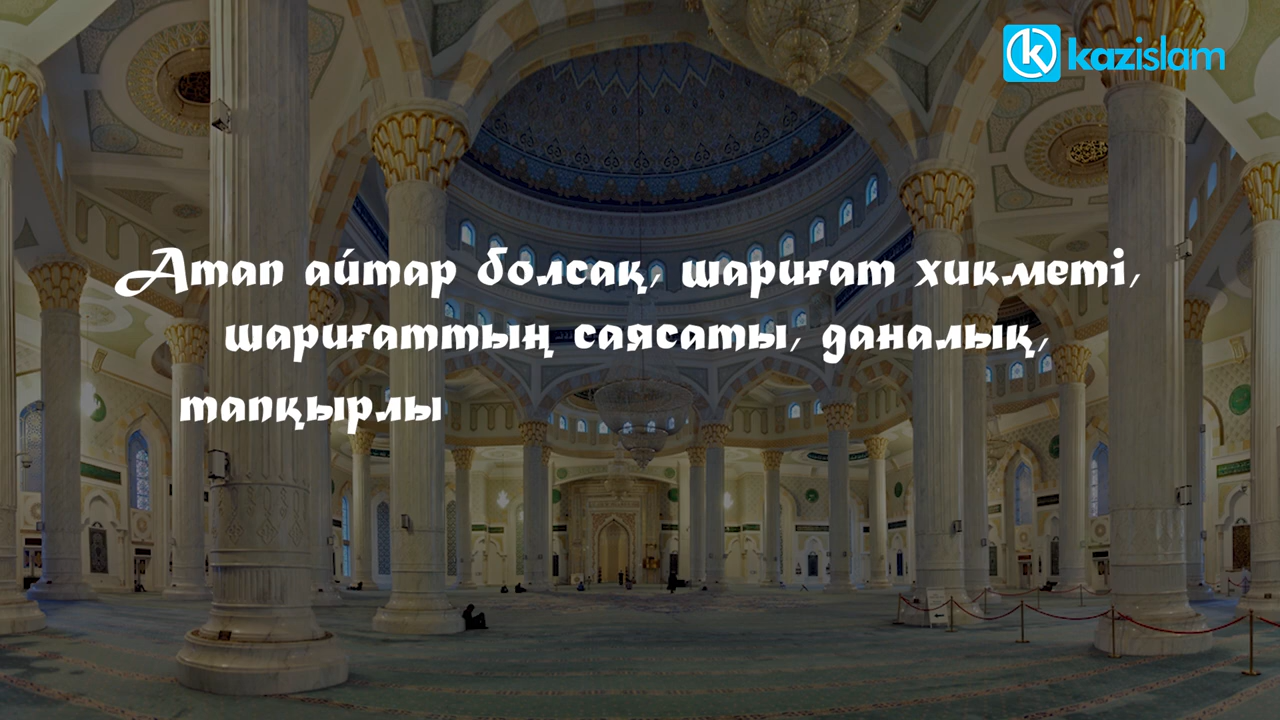 kazislam
Атап айтар болсақ, шариғат хикметі,
шариғаттың саясаты, даналық,
тапқырлы